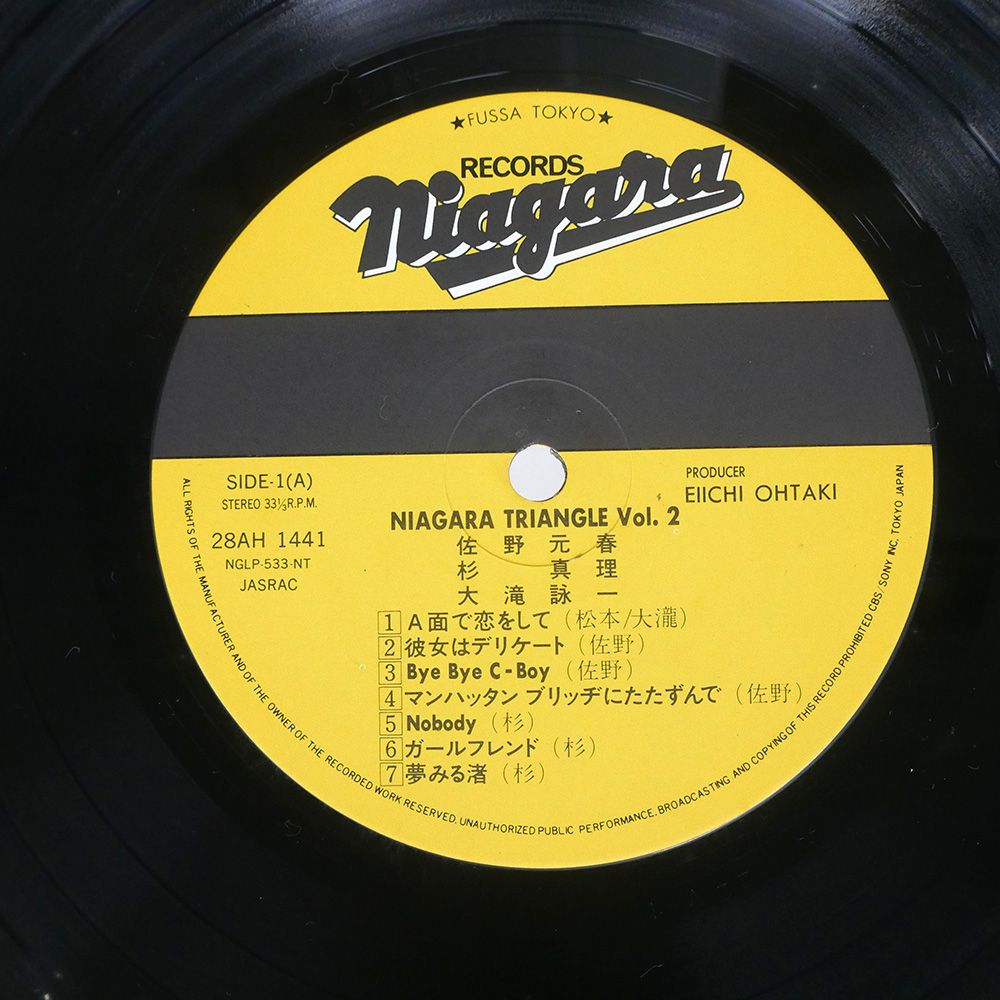 ★FUSSA TOKYO★
RECORDS
Niagara
SIDE-1(A)
STEREO 33⅓R.P.M.
28AH 1441
NGLP-533-NT
JASRAC
PRODUCER
EIICHI OHTAKI
NIAGARA TRIANGLE Vol. 2
佐野元春
杉 真理
大滝詠一
1 A面で恋をして（松本/大瀧）
2 彼女はデリケート（佐野）
3 Bye Bye C-Boy（佐野）
4 マンハッタン ブリッヂにたたずんで（佐野）
5 Nobody（杉）
6 ガールフレンド（杉）
7 夢みる渚（杉）
ALL RIGHTS OF THE MANUFACTURER AND OF THE OWNER OF THE RECORDED WORK RESERVED. UNAUTHORIZED PUBLIC PERFORMANCE, BROADCASTING AND COPYING OF THIS RECORD PROHIBITED CBS/SONY INC. TOKYO JAPAN